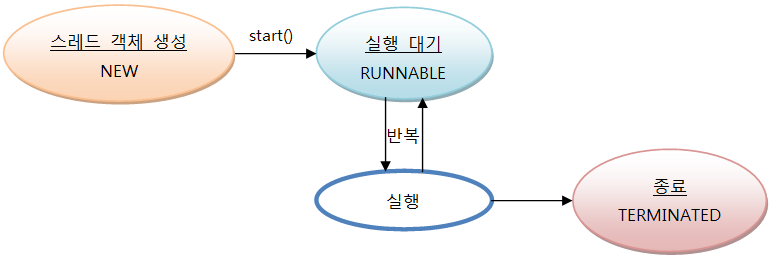 스레드 객체 생성
NEW
start()
실행 대기
RUNNABLE
반복
실행
종료
TERMINATED